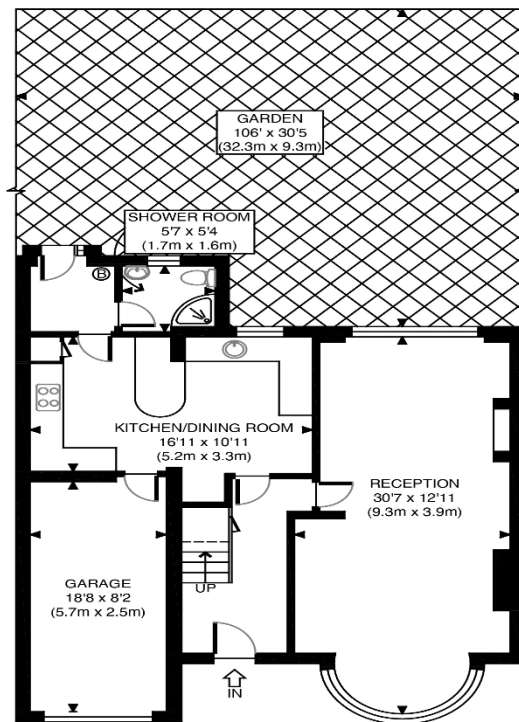 GARDEN
106' x 30'5
(32.3m x 9.3m)
SHOWER ROOM
5'7 x 5'4
(1.7m x 1.6m)
B
KITCHEN/DINING ROOM
16'11 x 10'11
(5.2m x 3.3m)
RECEPTION
30'7 x 12'11
(9.3m x 3.9m)
GARAGE
18'8 x 8'2
(5.7m x 2.5m)
UP
IN